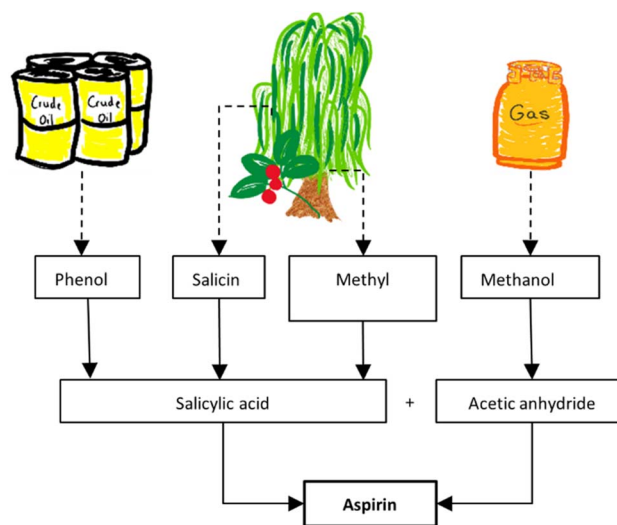 Crude
Oil
Crude
Oil
Gas
Phenol
Salicin
Methyl
Methanol
Salicylic acid
+
Acetic anhydride
Aspirin